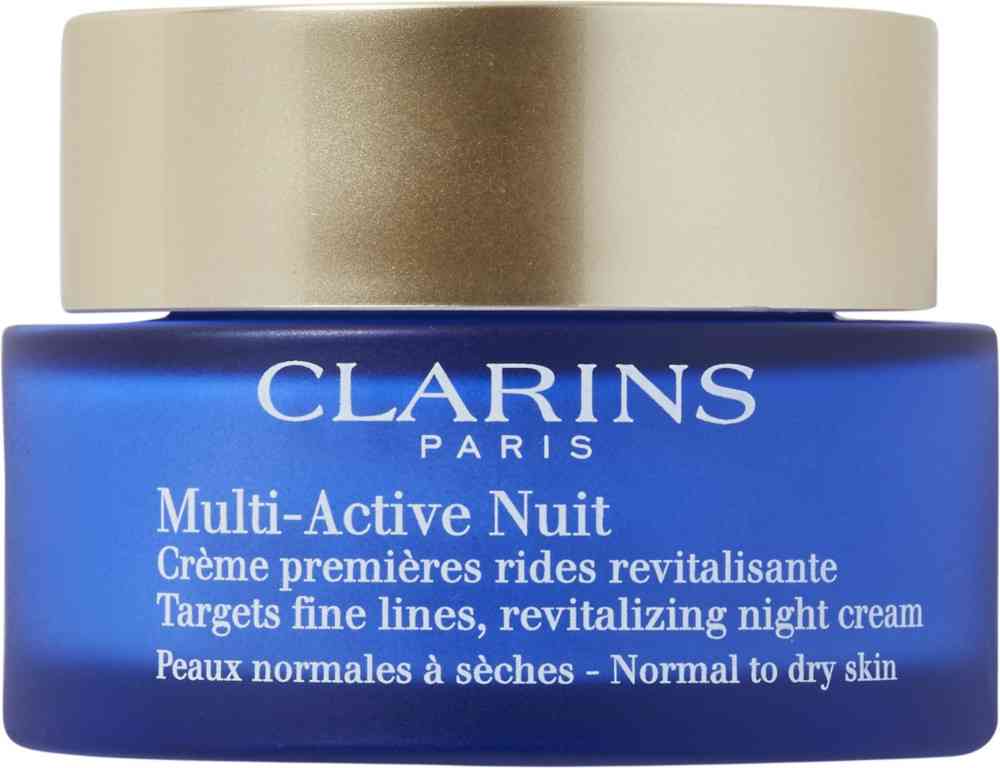 CLARINS
PARIS
Multi-Active Nuit
Crème premières rides revitalisante
Targets fine lines, revitalizing night cream
Peaux normales à sèches - Normal to dry skin